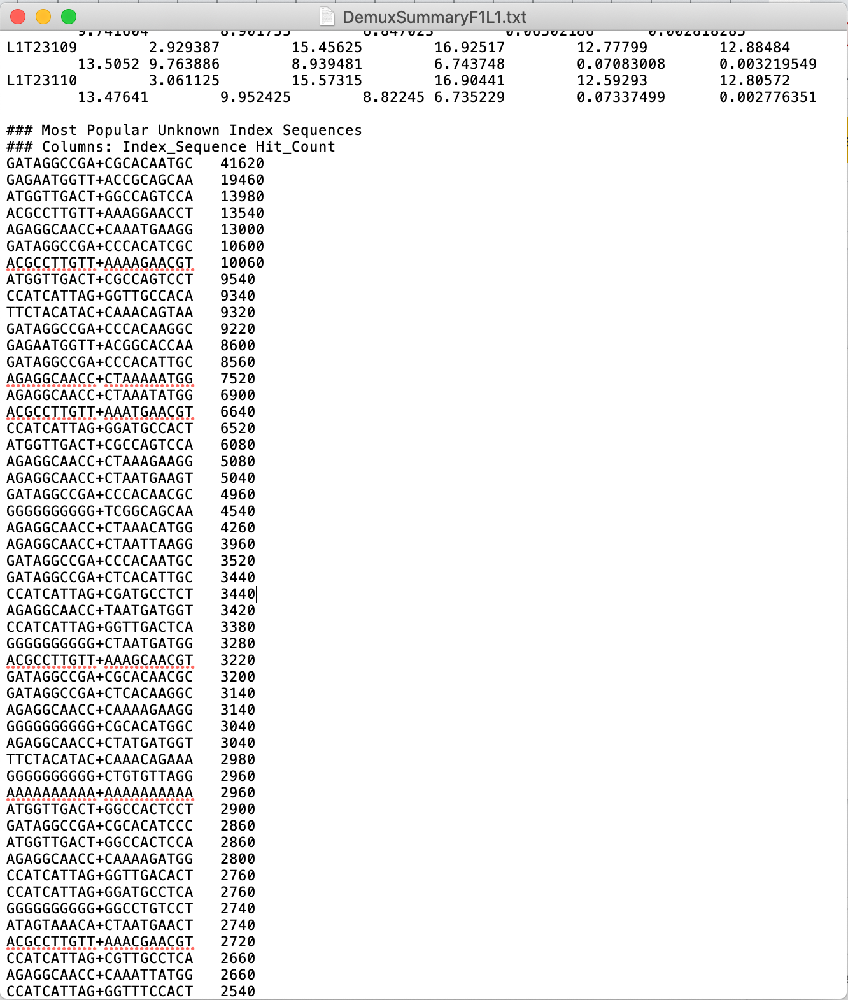 DemuxSummaryF1L1.txt
9.741604 8.901755 6.847023 0.06502186 0.002818285
L1T23109 2.929387 15.45625 16.92517 12.77799 12.88484
13.5052 9.763886 8.939481 6.743748 0.07083008 0.003219549
L1T23110 3.061125 15.57315 16.90441 12.59293 12.80572
13.47641 9.952425 8.82245 6.735229 0.07337499 0.002776351
### Most Popular Unknown Index Sequences
### Columns: Index_Sequence Hit_Count
GATAGGCCGA+CGCACAATGC 41620
GAGAATGGTT+ACCGCAGCAA 19460
ATGGTTGACT+GGCCAGTCCA 13980
ACGCCTTGTT+AAAGGAACCT 13540
AGAGGCAACC+CAAATGAAGG 13000
GATAGGCCGA+CCCACATCGC 10600
ACGCCTTGTT+AAAAGAACGT 10060
ATGGTTGACT+CGCCAGTCCT 9540
CCATCATTAG+GGTTGCCACA 9340
TTCTACATAC+CAAACAGTAA 9320
GATAGGCCGA+CCCACAAGGC 9220
GAGAATGGTT+ACGGCACCAA 8600
GATAGGCCGA+CCCACATTGC 8560
AGAGGCAACC+CTAAAAATGG 7520
AGAGGCAACC+CTAAATATGG 6900
ACGCCTTGTT+AAATGAACGT 6640
CCATCATTAG+GGATGCCACT 6520
ATGGTTGACT+CGCCAGTCCA 6080
AGAGGCAACC+CTAAAGAAGG 5080
AGAGGCAACC+CTAATGAAGT 5040
GATAGGCCGA+CCCACAACGC 4960
GGGGGGGGGG+TCGGCAGCAA 4540
AGAGGCAACC+CTAAACATGG 4260
AGAGGCAACC+CTAATTAAGG 3960
GATAGGCCGA+CCCACAATGC 3520
GATAGGCCGA+CTCACATTGC 3440
CCATCATTAG+CGATGCCTCT 3440
AGAGGCAACC+TAATGATGGT 3420
CCATCATTAG+GGTTGACTCA 3380
GGGGGGGGGG+CTAATGATGG 3280
ACGCCTTGTT+AAAGCAACGT 3220
GATAGGCCGA+CGCACAACGC 3200
GATAGGCCGA+CTCACAAGGC 3140
AGAGGCAACC+CAAAAGAAGG 3140
GGGGGGGGGG+CGCACATGGC 3040
AGAGGCAACC+CTATGATGGT 3040
TTCTACATAC+CAAACAGAAA 2980
GGGGGGGGGG+CTGTGTTAGG 2960
AAAAAAAAAA+AAAAAAAAAA 2960
ATGGTTGACT+GGCCACTCCT 2900
GATAGGCCGA+CGCACATCCC 2860
ATGGTTGACT+GGCCACTCCA 2860
AGAGGCAACC+CAAAAGATGG 2800
CCATCATTAG+GGTTGACACT 2760
CCATCATTAG+GGATGCCTCA 2760
GGGGGGGGGG+GGCCTGTCCT 2740
ATAGTAAACA+CTAATGAACT 2740
ACGCCTTGTT+AAACGAACGT 2720
CCATCATTAG+CGTTGCCTCA 2660
AGAGGCAACC+CAAATTATGG 2660
CCATCATTAG+GGTTTCCACT 2540